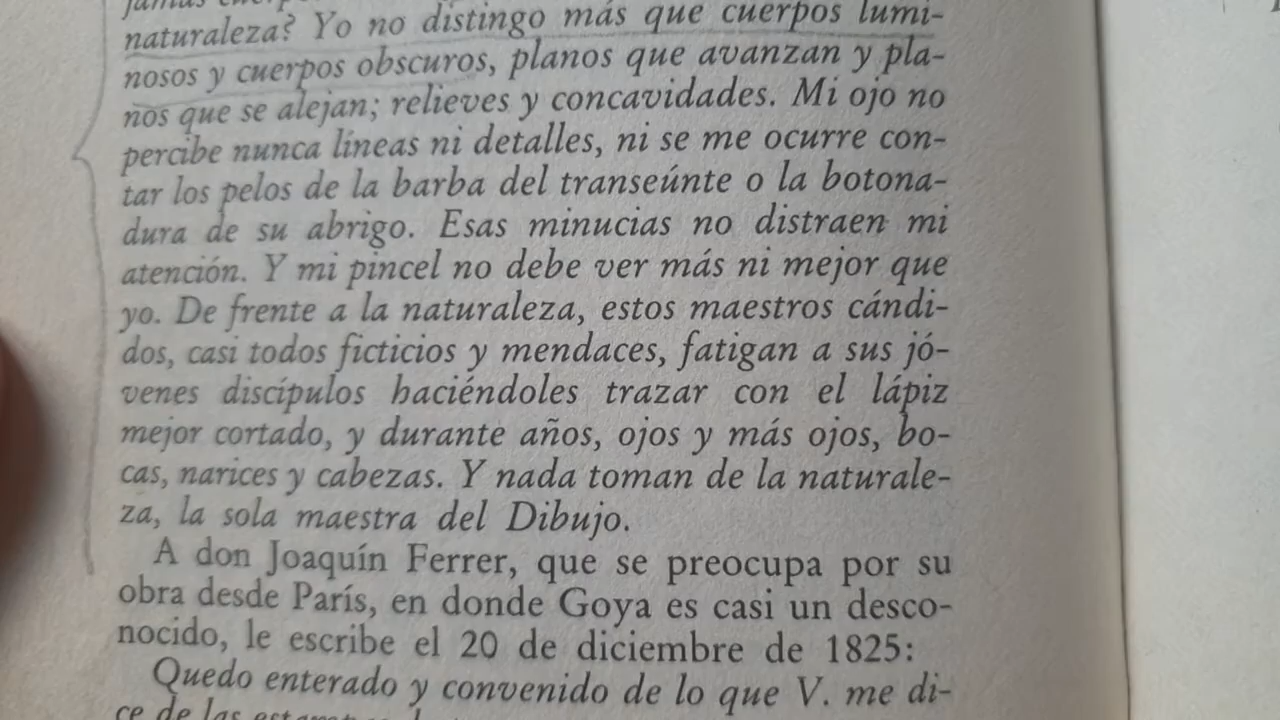 naturaleza? Yo no distingo más que cuerpos lumi-
nosos y cuerpos obscuros, planos que avanzan y pla-
nos que se alejan; relieves y concavidades. Mi ojo no
percibe nunca líneas ni detalles, ni se me ocurre con-
tar los pelos de la barba del transeúnte o la botona-
dura de su abrigo. Esas minucias no distraen mi
atención. Y mi pincel no debe ver más ni mejor que
yo. De frente a la naturaleza, estos maestros cándi-
dos, casi todos ficticios y mendaces, fatigan a sus jó-
venes discípulos haciéndoles trazar con el lápiz
mejor cortado, y durante años, ojos y más ojos, bo-
cas, narices y cabezas. Y nada toman de la naturale-
za, la sola maestra del Dibujo.
A don Joaquín Ferrer, que se preocupa por su
obra desde París, en donde Goya es casi un desco-
nocido, le escribe el 20 de diciembre de 1825:
Quedo enterado y convenido de lo que V. me di-
ce de las